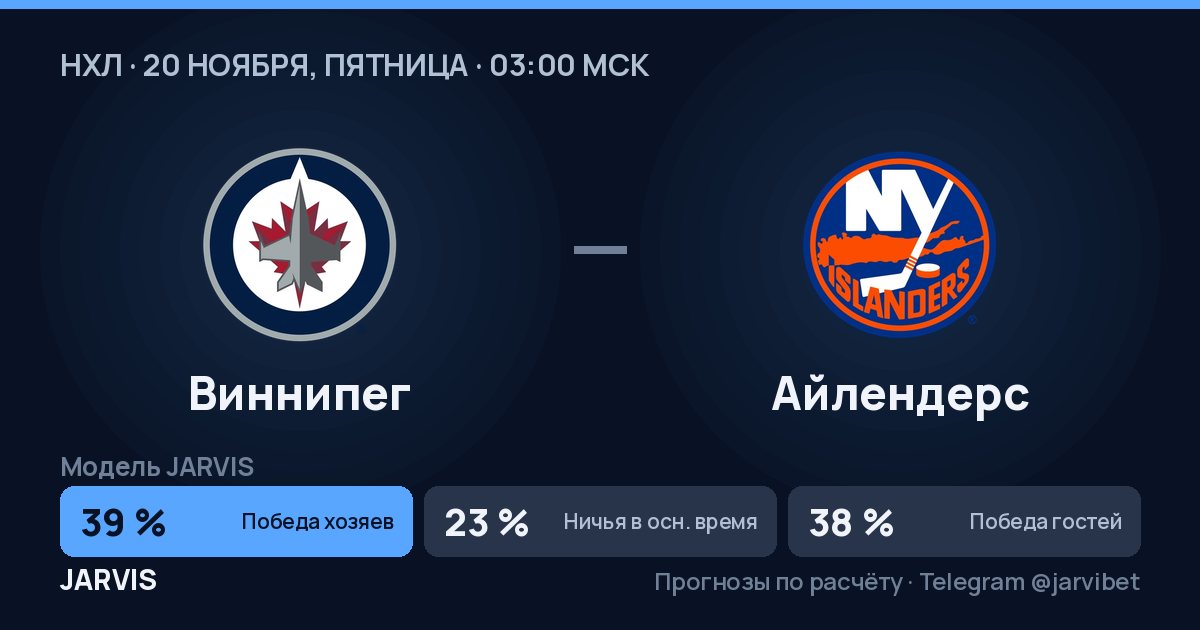 НХЛ · 20 НОЯБРЯ, ПЯТНИЦА · 03:00 МСК
NY
ISLANDERS
—
Виннипег
Айлендерс
Модель JARVIS
39 % Победа хозяев
23 % Ничья в осн. время
38 % Победа гостей
JARVIS
Прогнозы по расчёту · Telegram @jarvibet